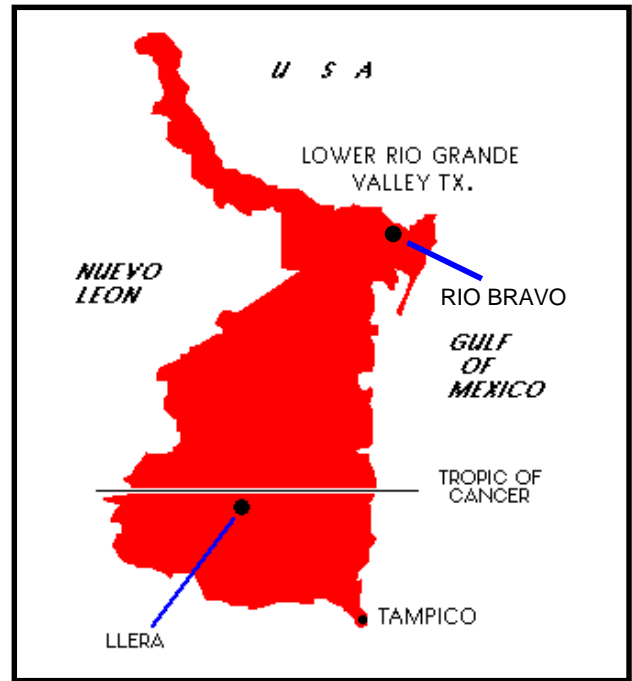 U S A
LOWER RIO GRANDE
VALLEY TX.
NUEVO
LEON
RIO BRAVO
GULF
OF
MEXICO
TROPIC OF
CANCER
TAMPICO
LLERA